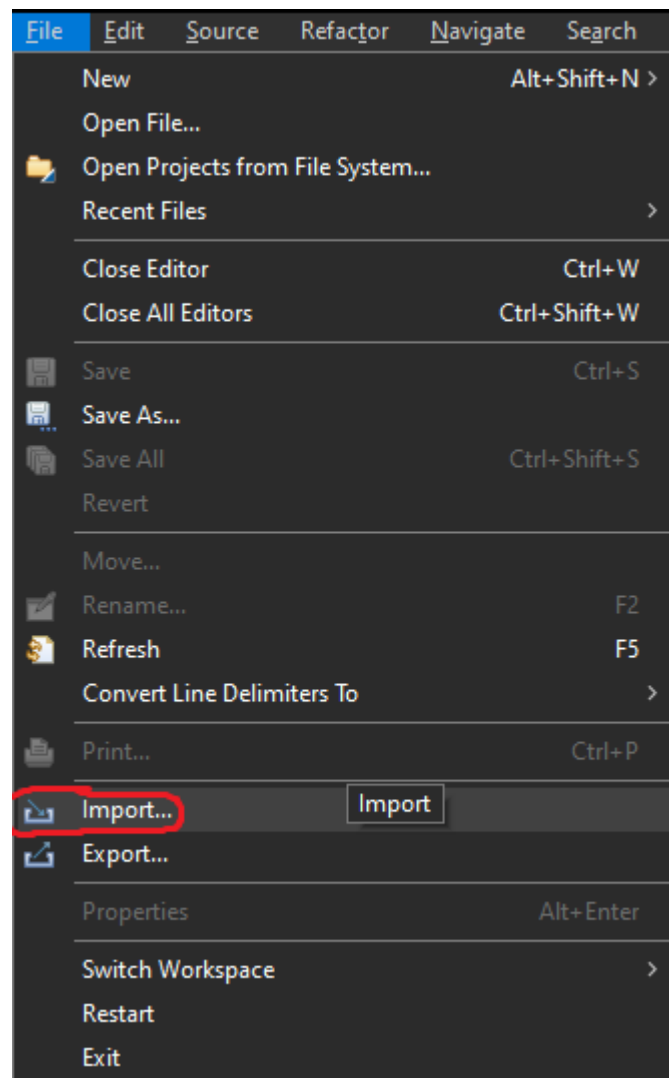 File Edit Source Refactor Navigate Search
New Alt+Shift+N >
Open File...
Open Projects from File System...
Recent Files >
Close Editor Ctrl+W
Close All Editors Ctrl+Shift+W
Save Ctrl+S
Save As...
Save All Ctrl+Shift+S
Revert
Move...
Rename... F2
Refresh F5
Convert Line Delimiters To >
Print... Ctrl+P
Import... Import
Export...
Properties Alt+Enter
Switch Workspace >
Restart
Exit